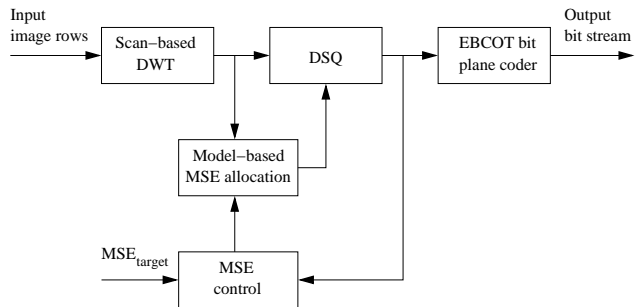 Input
image rows
Scan−based
DWT
DSQ
EBCOT bit
plane coder
Output
bit stream
Model−based
MSE allocation
MSEtarget
MSE
control